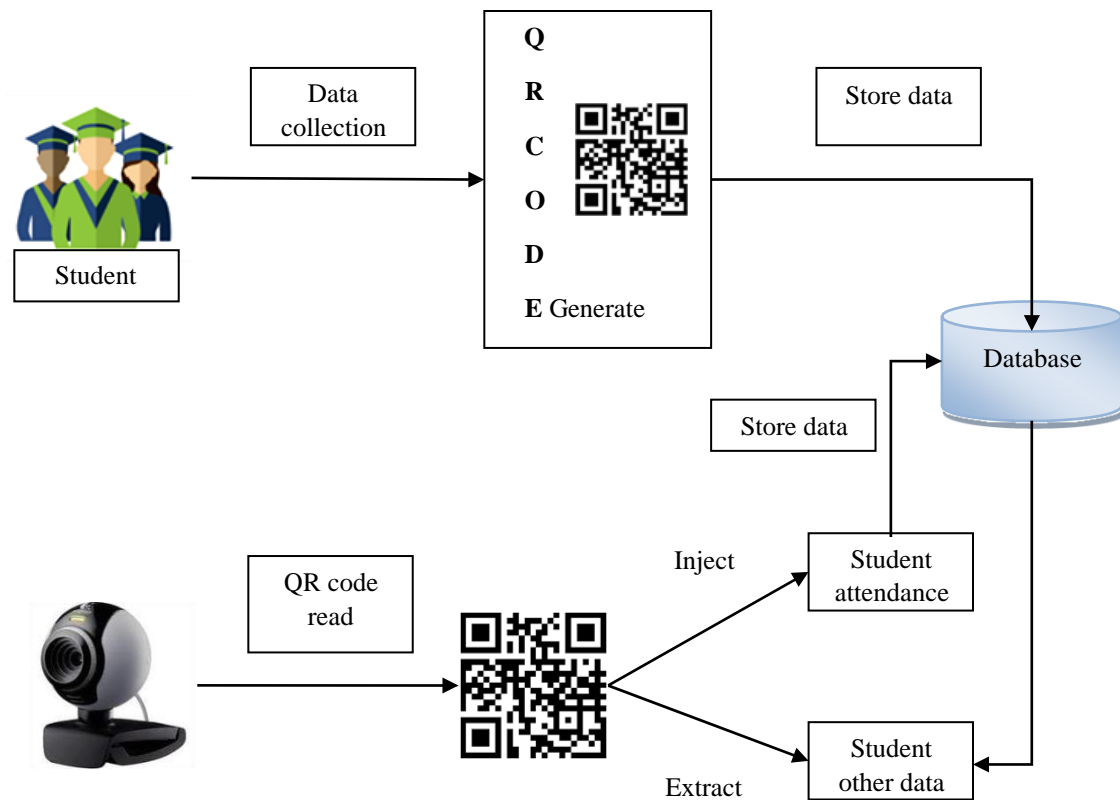 Data
collection
Student
Q
R
C
O
D
E Generate
Store data
Database
Store data
QR code
read
Inject
Student
attendance
Extract
Student
other data